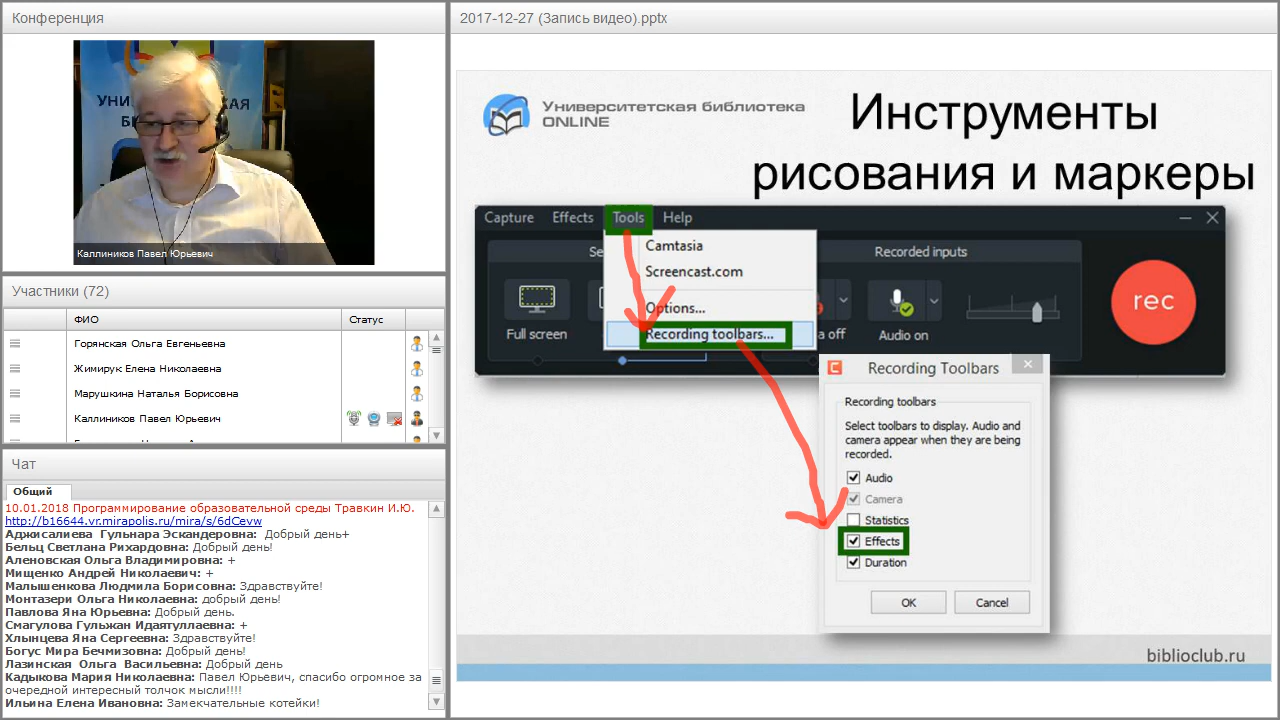 Конференция
УНИ
СКАЯ
БИ
Каллиников Павел Юрьевич
Участники (72)
ФИО
Статус
Горянская Ольга Евгеньевна
Жимирук Елена Николаевна
Марушкина Наталья Борисовна
Каллиников Павел Юрьевич
Чат
Общий
10.01.2018 Программирование образовательной среды Травкин И.Ю.
http://b16644.vr.mirapolis.ru/mira/s/6dCevw
Аджисалиева Гульнара Эскандеровна: Добрый день+
Бельц Светлана Рихардовна: Добрый день!
Аленовская Ольга Владимировна: +
Мищенко Андрей Николаевич: +
Малышенкова Людмила Борисовна: Здравствуйте!
Монтазери Ольга Николаевна: добрый день!
Павлова Яна Юрьевна: Добрый день.
Смагулова Гульжан Идаятуллаевна: +
Хлынцева Яна Сергеевна: Здравствуйте!
Богус Мира Бечмизовна: Добрый день!
Лазинская Ольга Васильевна: Добрый день
Кадыкова Мария Николаевна: Павел Юрьевич, спасибо огромное за
очередной интересный толчок мысли!!!!
Ильина Елена Ивановна: Замекчательные котейки!
2017-12-27 (Запись видео).pptx
Университетская библиотека
ONLINE
Инструменты
рисования и маркеры
Capture Effects Tools Help
Se
Recorded inputs
Camtasia
Screencast.com
Options...
Recording toolbars...
Full screen
a off
Audio on
rec
Recording Toolbars
Recording toolbars
Select toolbars to display. Audio and
camera appear when they are being
recorded.
Audio
Camera
Statistics
Effects
Duration
OK
Cancel
biblioclub.ru